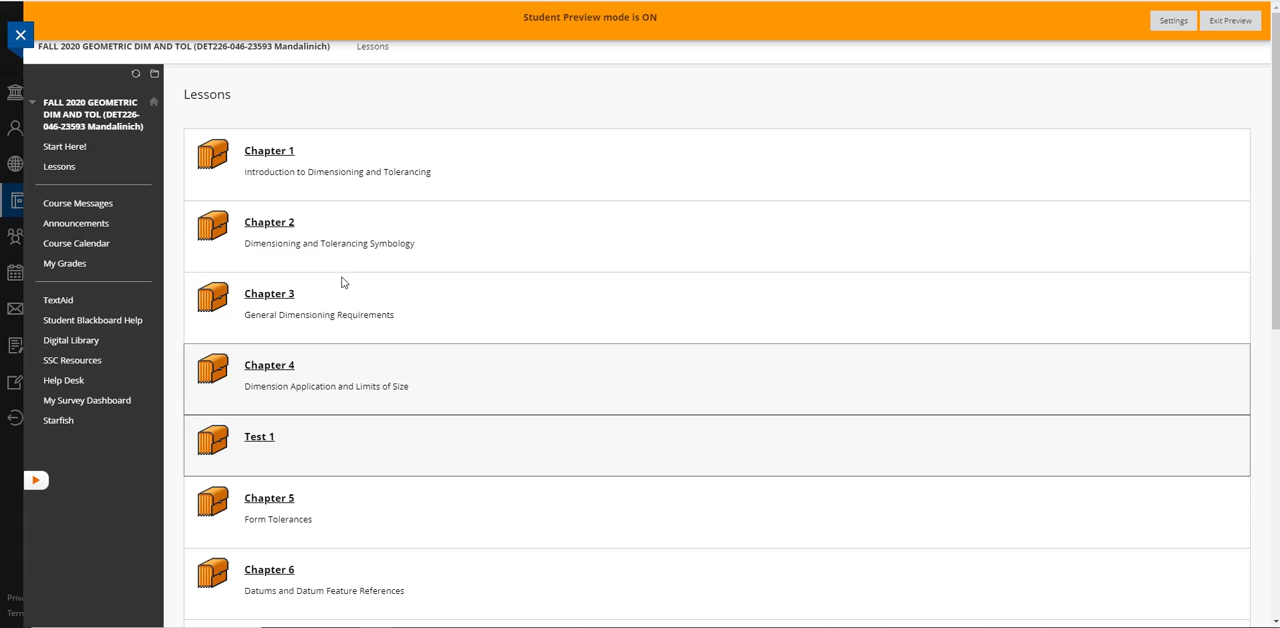 Student Preview mode is ON
Settings
Exit Preview
FALL 2020 GEOMETRIC DIM AND TOL (DET226-046-23593 Mandalinich)
Lessons
FALL 2020 GEOMETRIC
DIM AND TOL (DET226-
046-23593 Mandalinich)
Start Here!
Lessons
Course Messages
Announcements
Course Calendar
My Grades
TextAid
Student Blackboard Help
Digital Library
SSC Resources
Help Desk
My Survey Dashboard
Starfish
Lessons
Chapter 1
Introduction to Dimensioning and Tolerancing
Chapter 2
Dimensioning and Tolerancing Symbology
Chapter 3
General Dimensioning Requirements
Chapter 4
Dimension Application and Limits of Size
Test 1
Chapter 5
Form Tolerances
Chapter 6
Datums and Datum Feature References